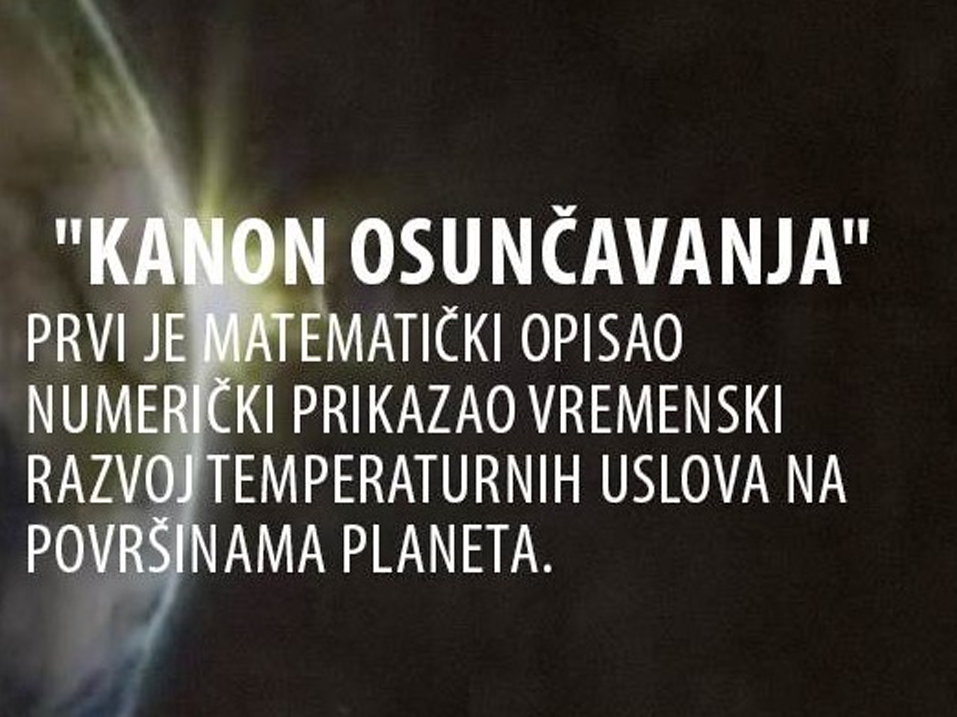 "KANON OSUNČAVANJA"
PRVI JE MATEMATIČKI OPISAO
NUMERIČKI PRIKAZAO VREMENSKI
RAZVOJ TEMPERATURNIH USLOVA NA
POVRŠINAMA PLANETA.